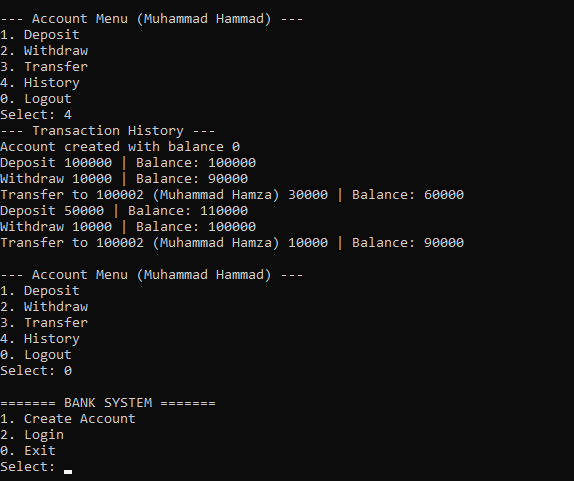 --- Account Menu (Muhammad Hammad) ---
1. Deposit
2. Withdraw
3. Transfer
4. History
0. Logout
Select: 4
--- Transaction History ---
Account created with balance 0
Deposit 100000 | Balance: 100000
Withdraw 10000 | Balance: 90000
Transfer to 100002 (Muhammad Hamza) 30000 | Balance: 60000
Deposit 50000 | Balance: 110000
Withdraw 10000 | Balance: 100000
Transfer to 100002 (Muhammad Hamza) 10000 | Balance: 90000
--- Account Menu (Muhammad Hammad) ---
1. Deposit
2. Withdraw
3. Transfer
4. History
0. Logout
Select: 0
======= BANK SYSTEM =======
1. Create Account
2. Login
0. Exit
Select: